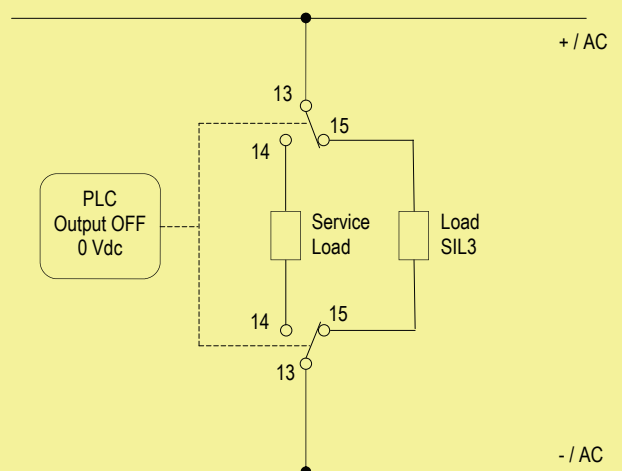 + / AC
13
15
14
PLC
Output OFF
0 Vdc
Service
Load
Load
SIL3
14
15
13
- / AC